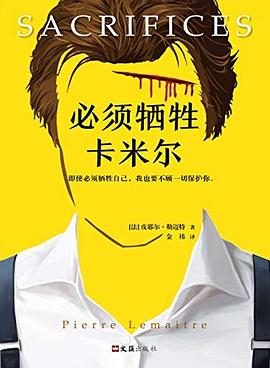 SACRIFICES
必须牺牲
卡米尔
即使必须牺牲自己，我也要不顾一切保护你。
[法]皮耶尔·勒迈特 著
金祎 译
Pierre Lemaitre
文匯出版社